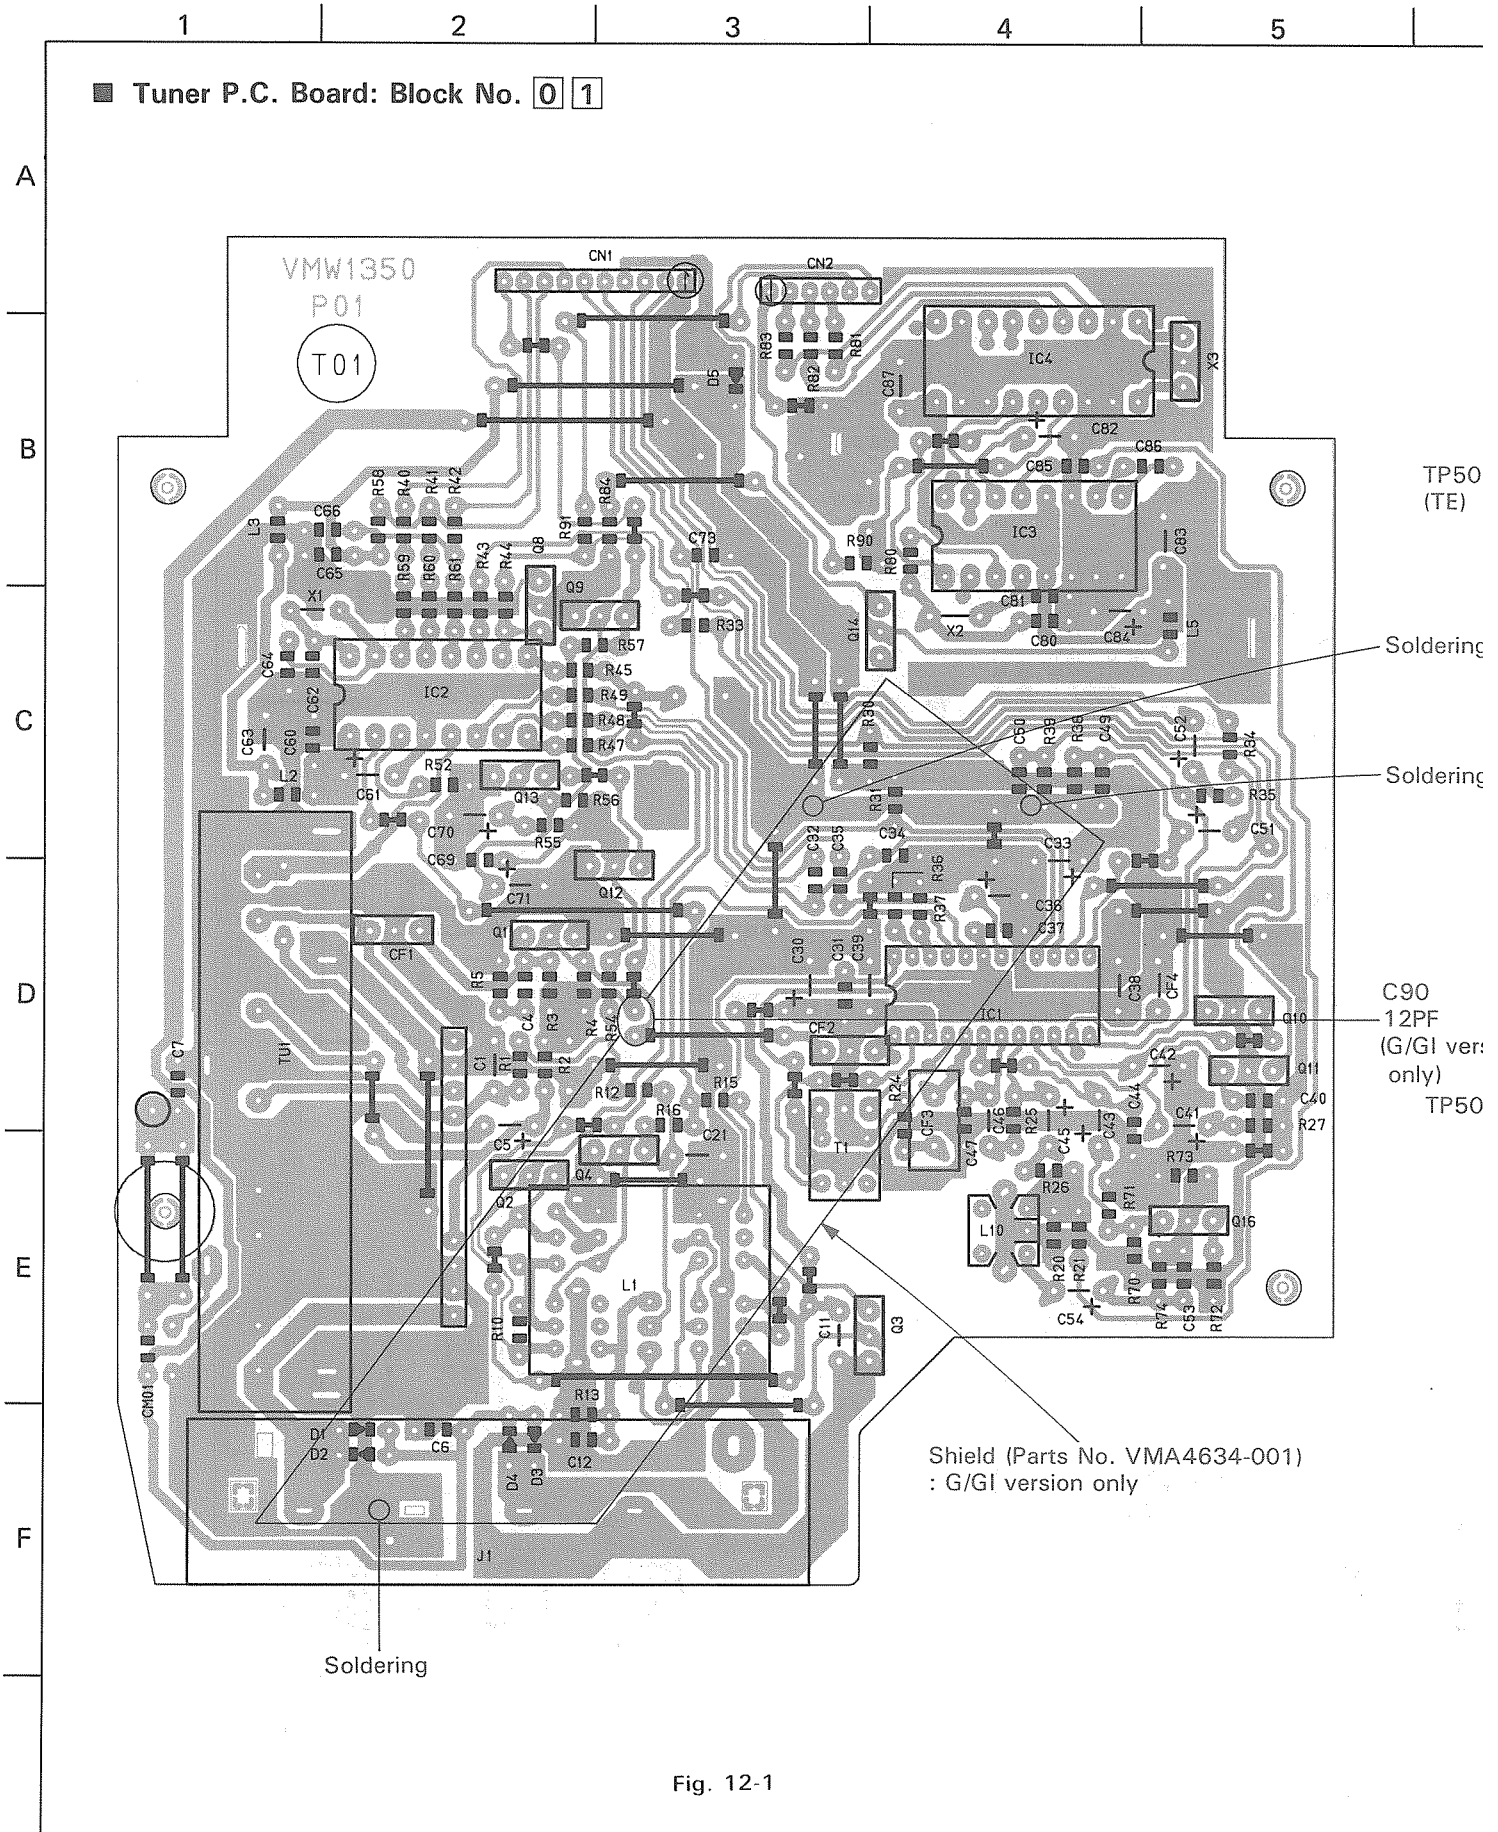 1 2 3 4 5
■ Tuner P.C. Board: Block No. 0 1
A
VMW1350
P01
T01
CN1
CN2
R83
R82
R81
C87
IC4
X3
D5
C82
B
C85
C86
TP50
(TE)
R58
R40
R41
R42
R84
L3
C66
R91
C73
R90
R80
IC3
C83
C65
R59
R60
R61
R43
R44
Q8
Q9
X1
R33
Q14
X2
C81
C80
C84
L5
Soldering
C64
C62
IC2
R57
R45
R49
R48
R47
C
C63
C60
R30
C50
R39
R38
C49
C52
R34
Soldering
L2
C61
R52
Q13
R56
R31
R35
C70
R55
C51
C69
C71
Q12
C32
C35
C34
R36
C33
R37
C36
C37
CF1
Q1
C30
C31
C39
D
R5
C4
R3
R4
R54
CF2
IC1
C38
CF4
Q10
C90
12PF
(G/GI vers
only)
TP50
C7
TU1
C1
R1
R2
R12
R15
R16
R24
CF3
C47
C46
R25
C45
C43
C44
C42
C41
Q11
C40
R27
C5
Q4
C21
T1
R73
Q2
R26
R71
L10
Q16
E
L1
R20
R21
R70
R74
C53
R72
C54
R10
C11
Q3
CM01
R13
D1
D2
C6
D4
D3
C12
Shield (Parts No. VMA4634-001)
: G/GI version only
F
J1
Soldering
Fig. 12-1